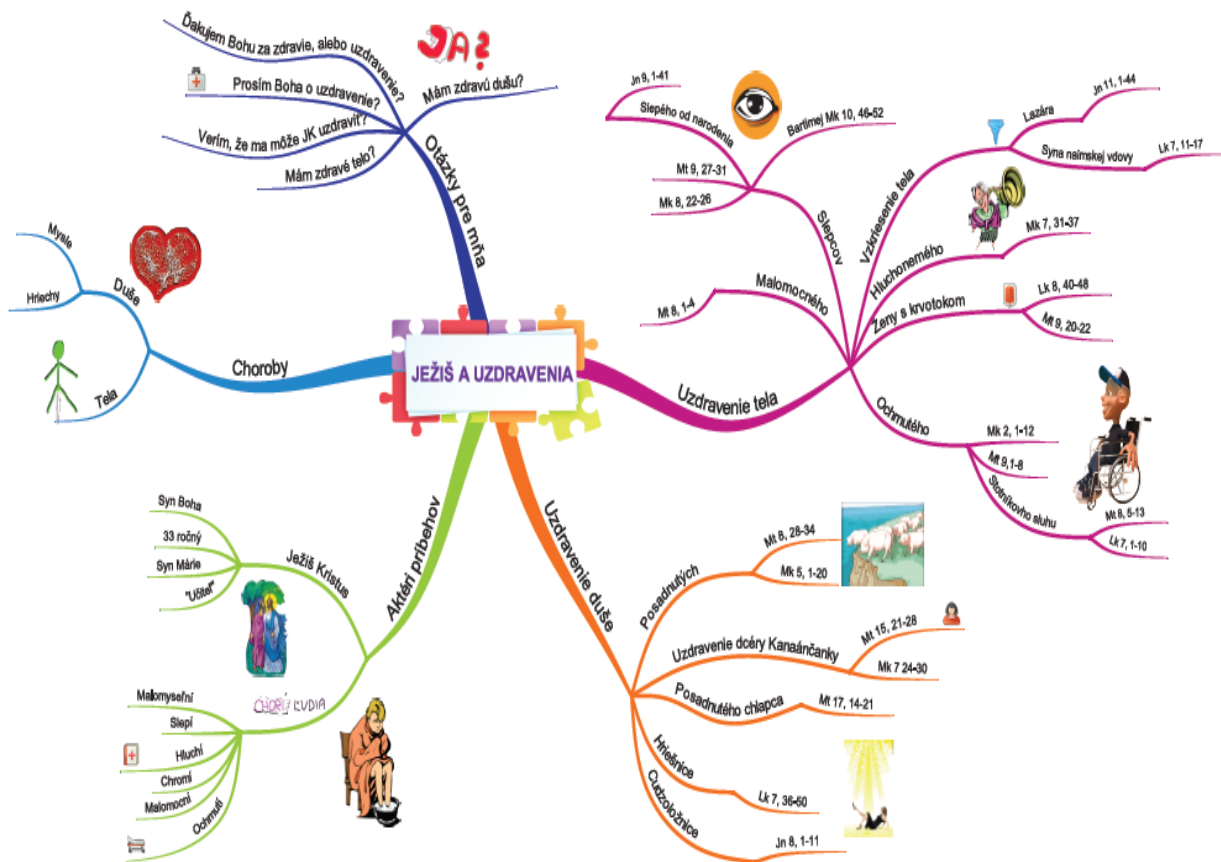 JEŽIŠ A UZDRAVENIA
Otázky pre mňa
JA?
Ďakujem Bohu za zdravie, alebo uzdravenie?
Prosím Boha o uzdravenie?
Verím, že ma môže JK uzdraviť?
Mám zdravé telo?
Mám zdravú dušu?
Choroby
Duše
Mysle
Hriechy
Tela
Aktéri príbehov
Ježiš Kristus
Syn Boha
33 ročný
Syn Márie
"Učiteľ"
CHORÍ ĽUDIA
Malomyseľní
Slepí
Hluchí
Chromí
Malomocní
Ochrnutí
Uzdravenie tela
Malomocného
Mt 8, 1-4
Slepcov
Slepého od narodenia
Jn 9, 1-41
Mt 9, 27-31
Mk 8, 22-26
Bartimej Mk 10, 46-52
Vzkriesenie tela
Lazára
Jn 11, 1-44
Syna naimskej vdovy
Lk 7, 11-17
Hluchonemého
Mk 7, 31-37
Ženy s krvotokom
Lk 8, 40-48
Mt 9, 20-22
Ochrnutého
Mk 2, 1-12
Mt 9,1-8
Stotníkovho sluhu
Mt 8, 5-13
Lk 7, 1-10
Uzdravenie duše
Posadnutých
Mt 8, 28-34
Mk 5, 1-20
Uzdravenie dcéry Kanaánčanky
Mt 15, 21-28
Mk 7 24-30
Posadnutého chlapca
Mt 17, 14-21
Hriešnice
Lk 7, 36-50
Cudzoložnice
Jn 8, 1-11